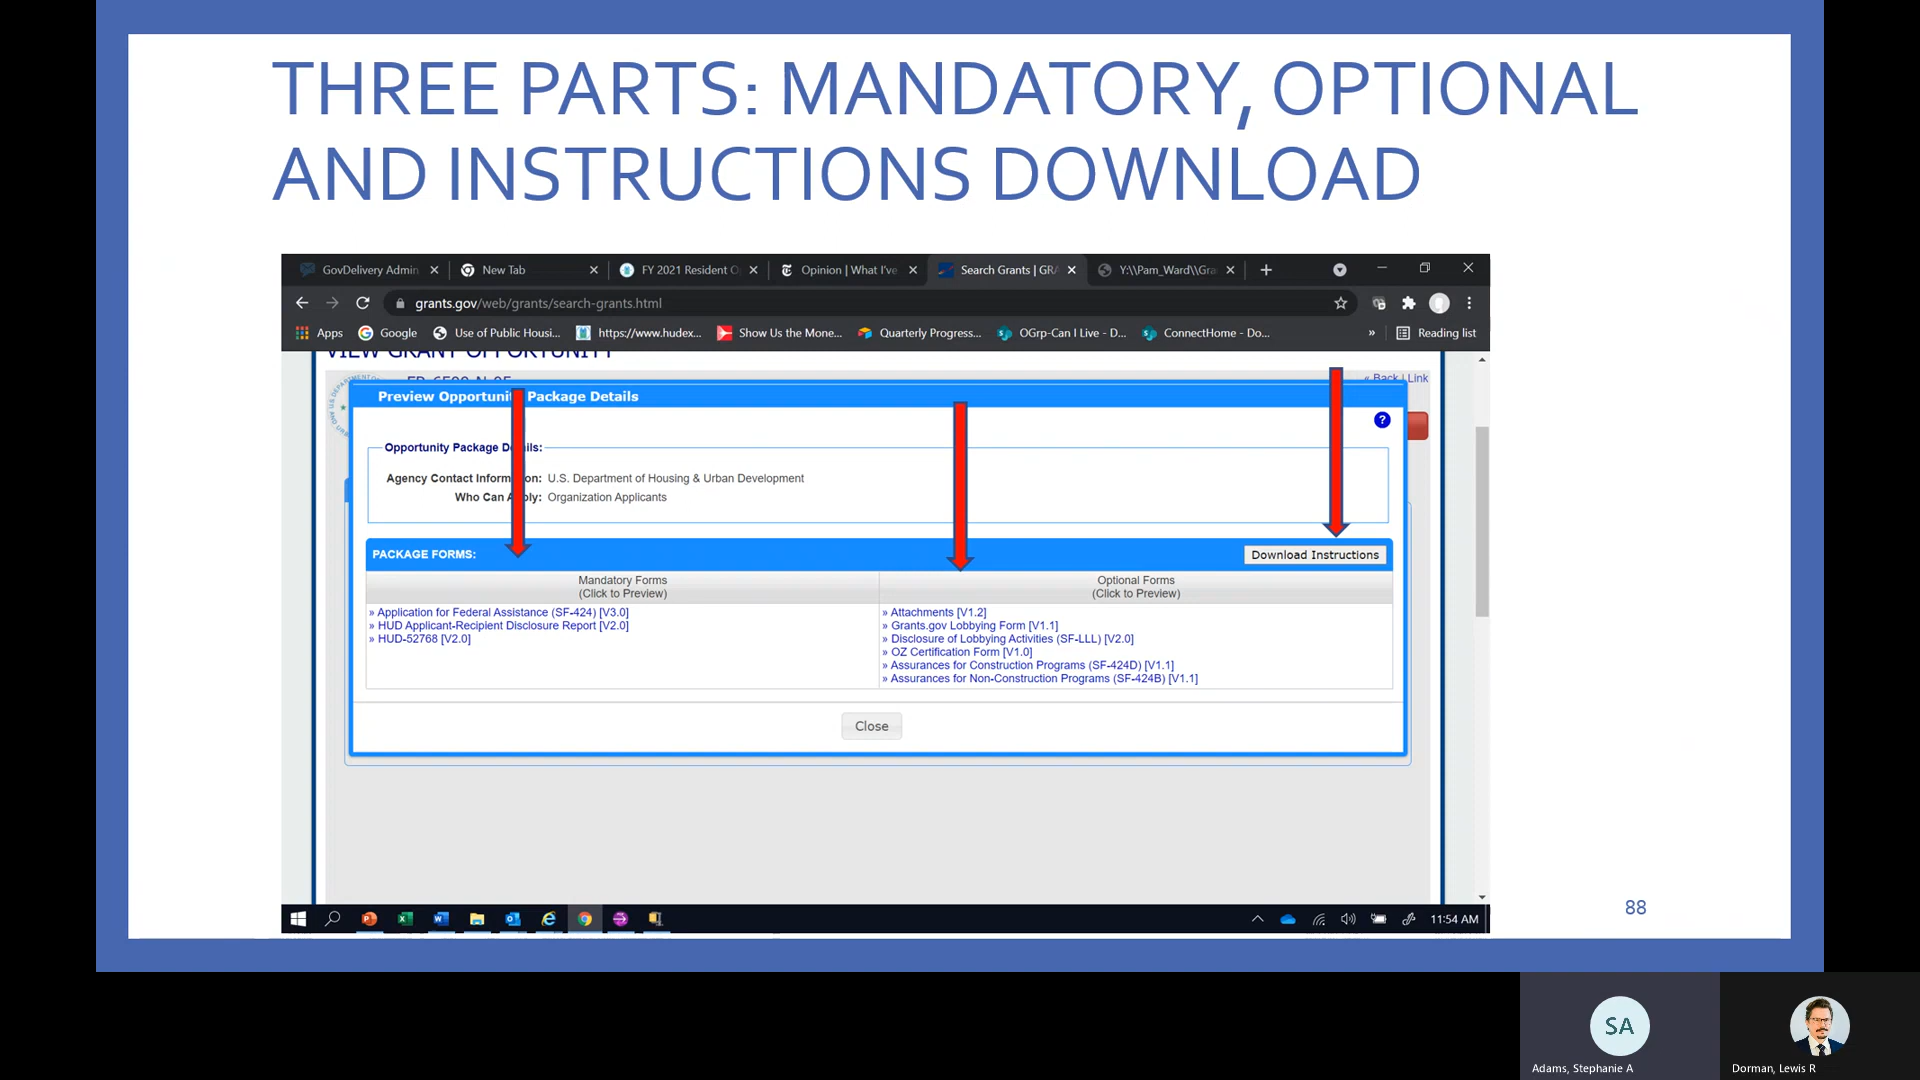 THREE PARTS: MANDATORY, OPTIONAL
AND INSTRUCTIONS DOWNLOAD
GovDelivery Admin
New Tab
FY 2021 Resident O
Opinion | What I've
Search Grants | GRA
Y:\\Pam_Ward\\Gra
grants.gov/web/grants/search-grants.html
Apps
Google
Use of Public Housi...
https://www.hudex...
Show Us the Mone...
Quarterly Progress...
OGrp-Can I Live - D...
ConnectHome - Do...
»
Reading list
VIEW GRANT OPPORTUNITY
« Back | Link
Preview Opportuni Package Details
Opportunity Package D ils:
Agency Contact Inform on: U.S. Department of Housing & Urban Development
Who Can A ly: Organization Applicants
PACKAGE FORMS:
Download Instructions
Mandatory Forms
(Click to Preview)
» Application for Federal Assistance (SF-424) [V3.0]
» HUD Applicant-Recipient Disclosure Report [V2.0]
» HUD-52768 [V2.0]
Optional Forms
(Click to Preview)
» Attachments [V1.2]
» Grants.gov Lobbying Form [V1.1]
» Disclosure of Lobbying Activities (SF-LLL) [V2.0]
» OZ Certification Form [V1.0]
» Assurances for Construction Programs (SF-424D) [V1.1]
» Assurances for Non-Construction Programs (SF-424B) [V1.1]
Close
11:54 AM
88
SA
Adams, Stephanie A
Dorman, Lewis R